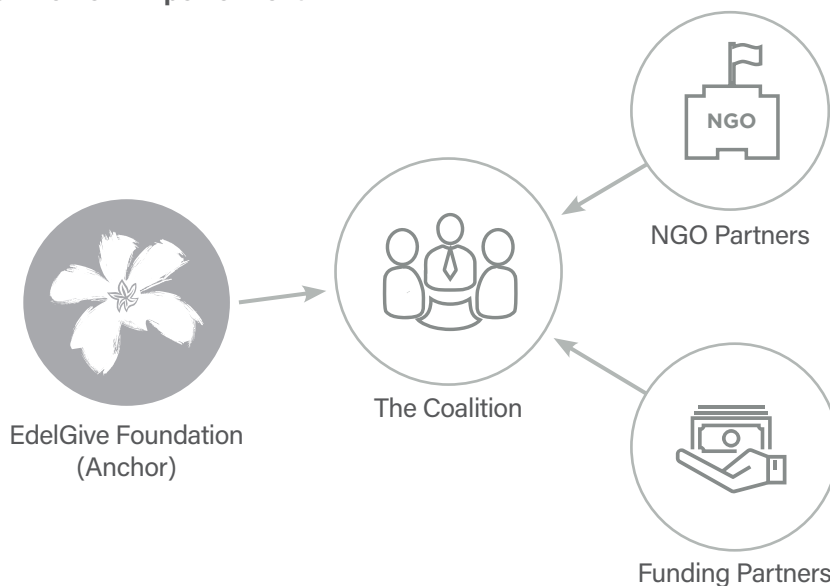 EdelGive Foundation
(Anchor)
The Coalition
NGO
NGO Partners
Funding Partners